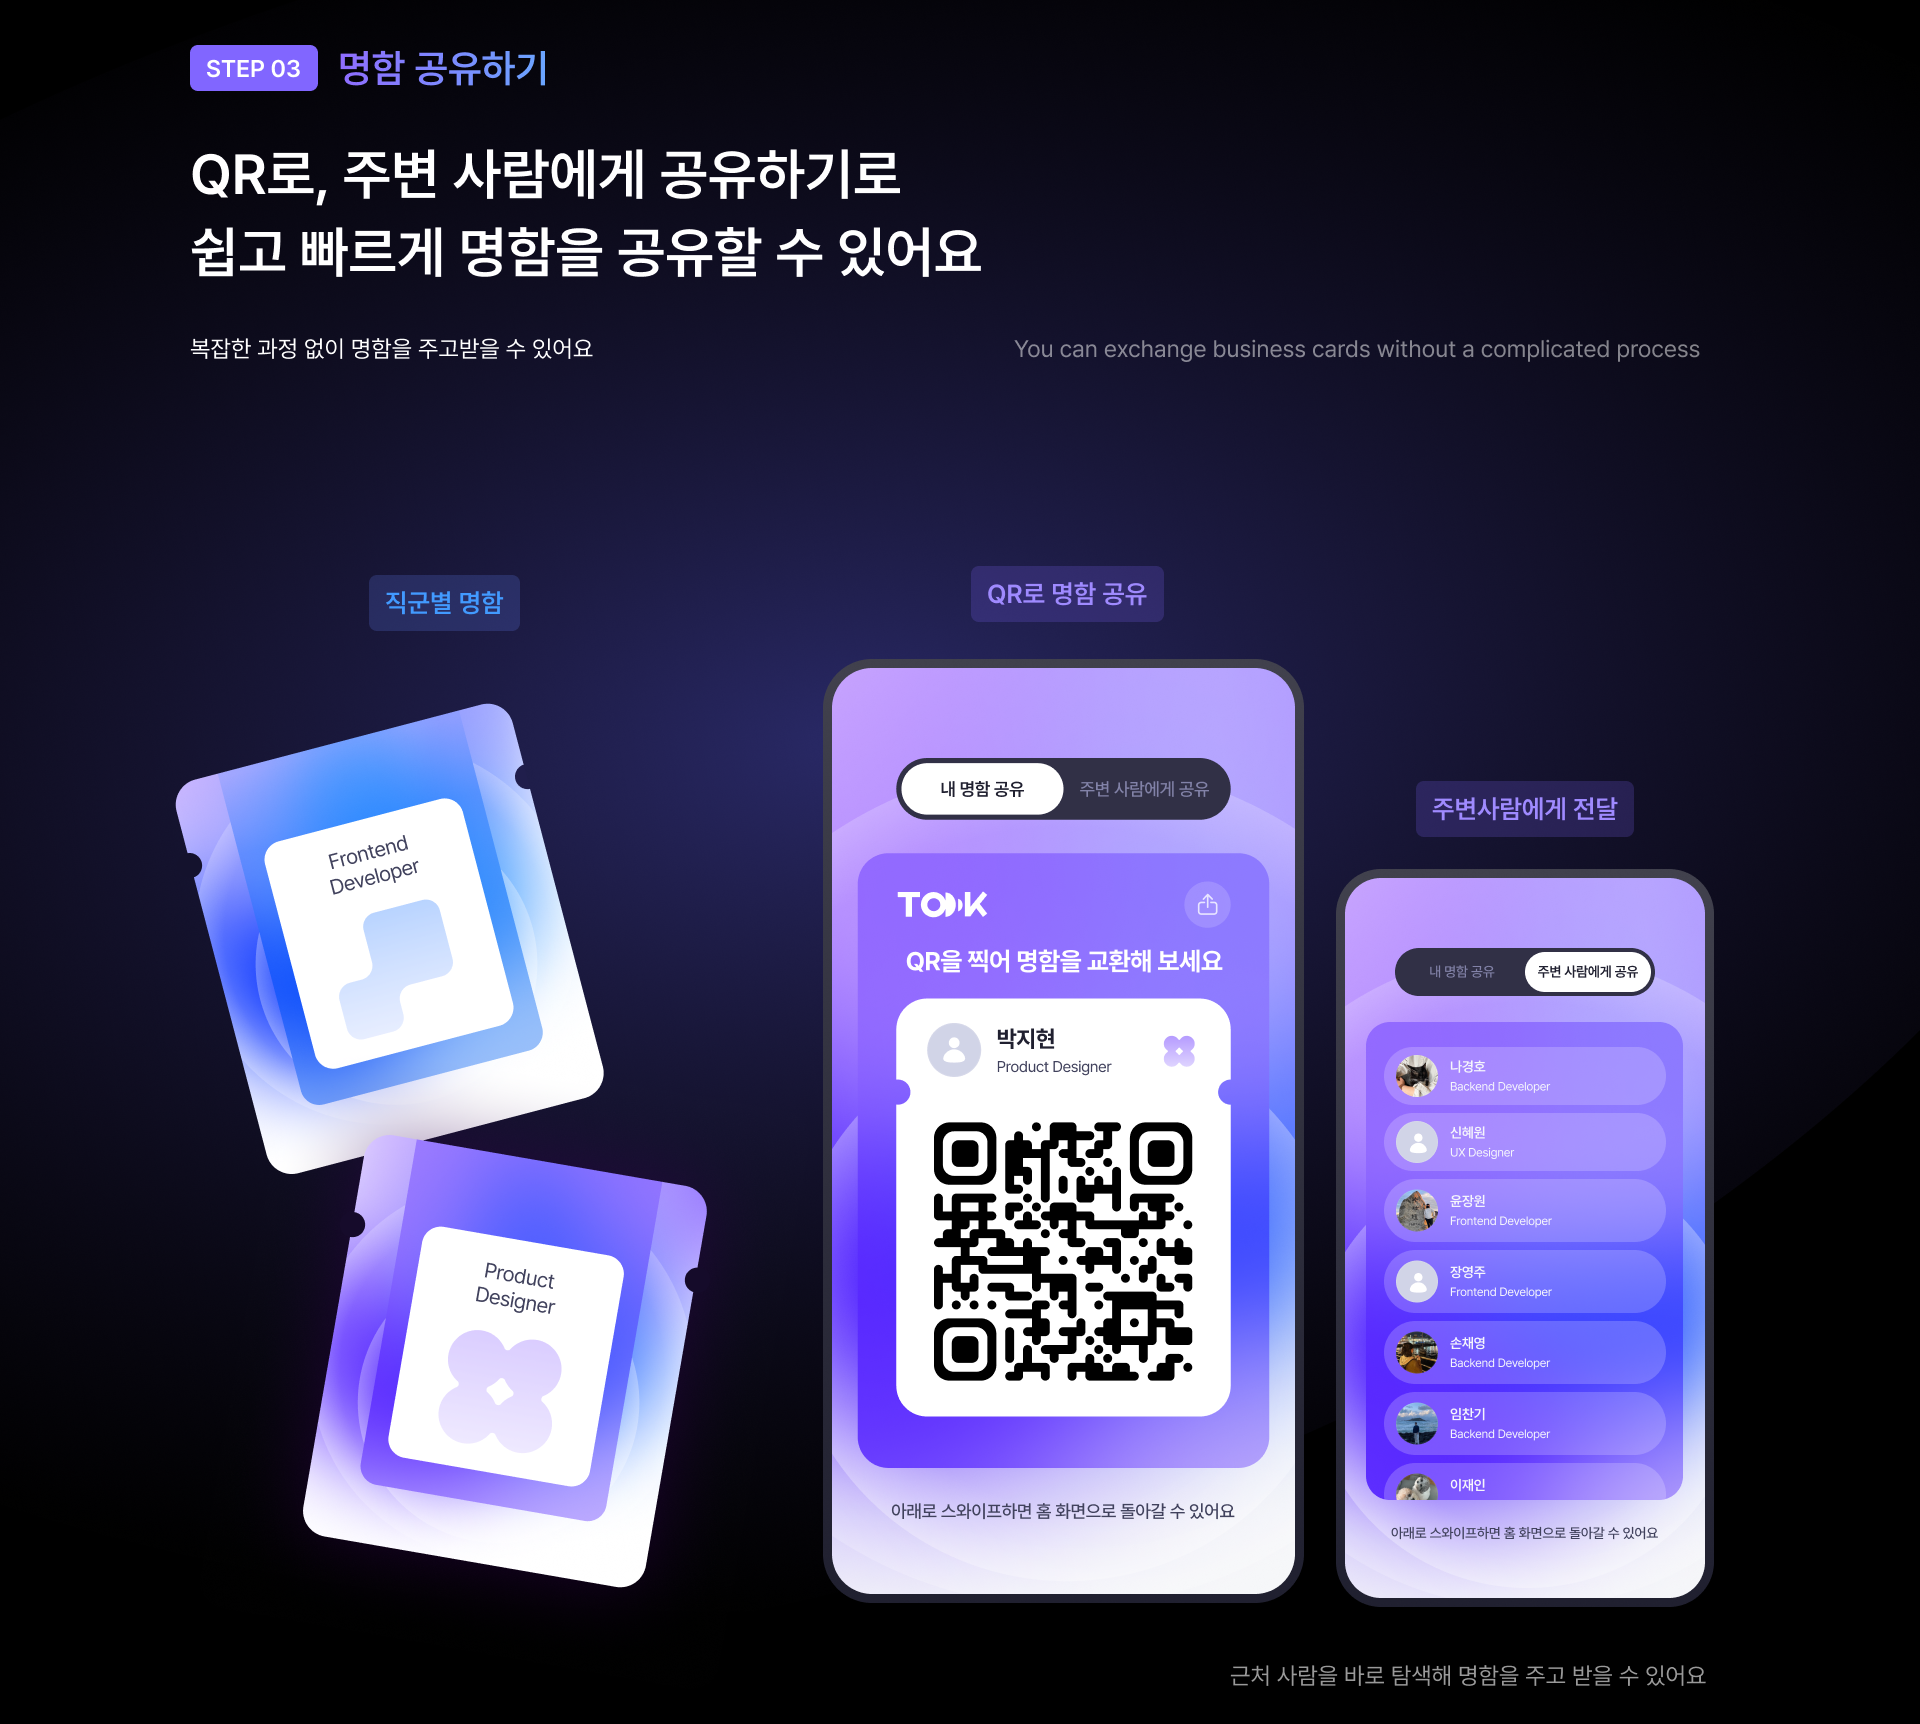 STEP 03
명함 공유하기
QR로, 주변 사람에게 공유하기로
쉽고 빠르게 명함을 공유할 수 있어요
복잡한 과정 없이 명함을 주고받을 수 있어요
You can exchange business cards without a complicated process
직군별 명함
Frontend
Developer
Product
Designer
QR로 명함 공유
내 명함 공유
주변 사람에게 공유
TOOK
QR을 찍어 명함을 교환해 보세요
박지현
Product Designer
아래로 스와이프하면 홈 화면으로 돌아갈 수 있어요
주변사람에게 전달
내 명함 공유
주변 사람에게 공유
나경호
Backend Developer
신혜원
UX Designer
윤장원
Frontend Developer
장영주
Frontend Developer
손채영
Backend Developer
임찬기
Backend Developer
이재인
아래로 스와이프하면 홈 화면으로 돌아갈 수 있어요
근처 사람을 바로 탐색해 명함을 주고 받을 수 있어요